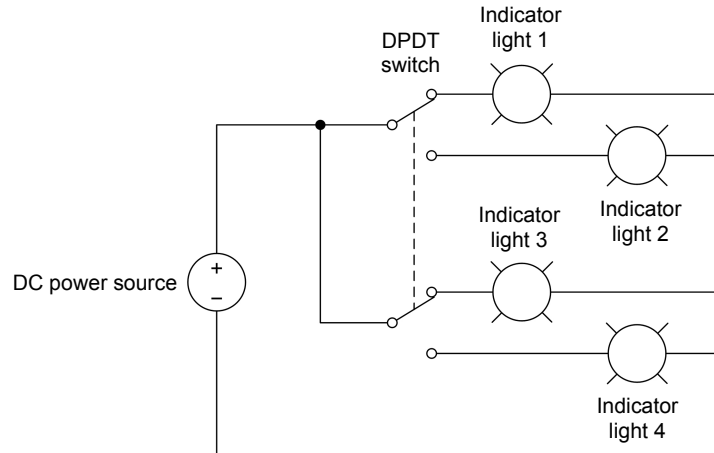 Indicator
light 1
DPDT
switch
Indicator
light 2
Indicator
light 3
DC power source
+
−
Indicator
light 4